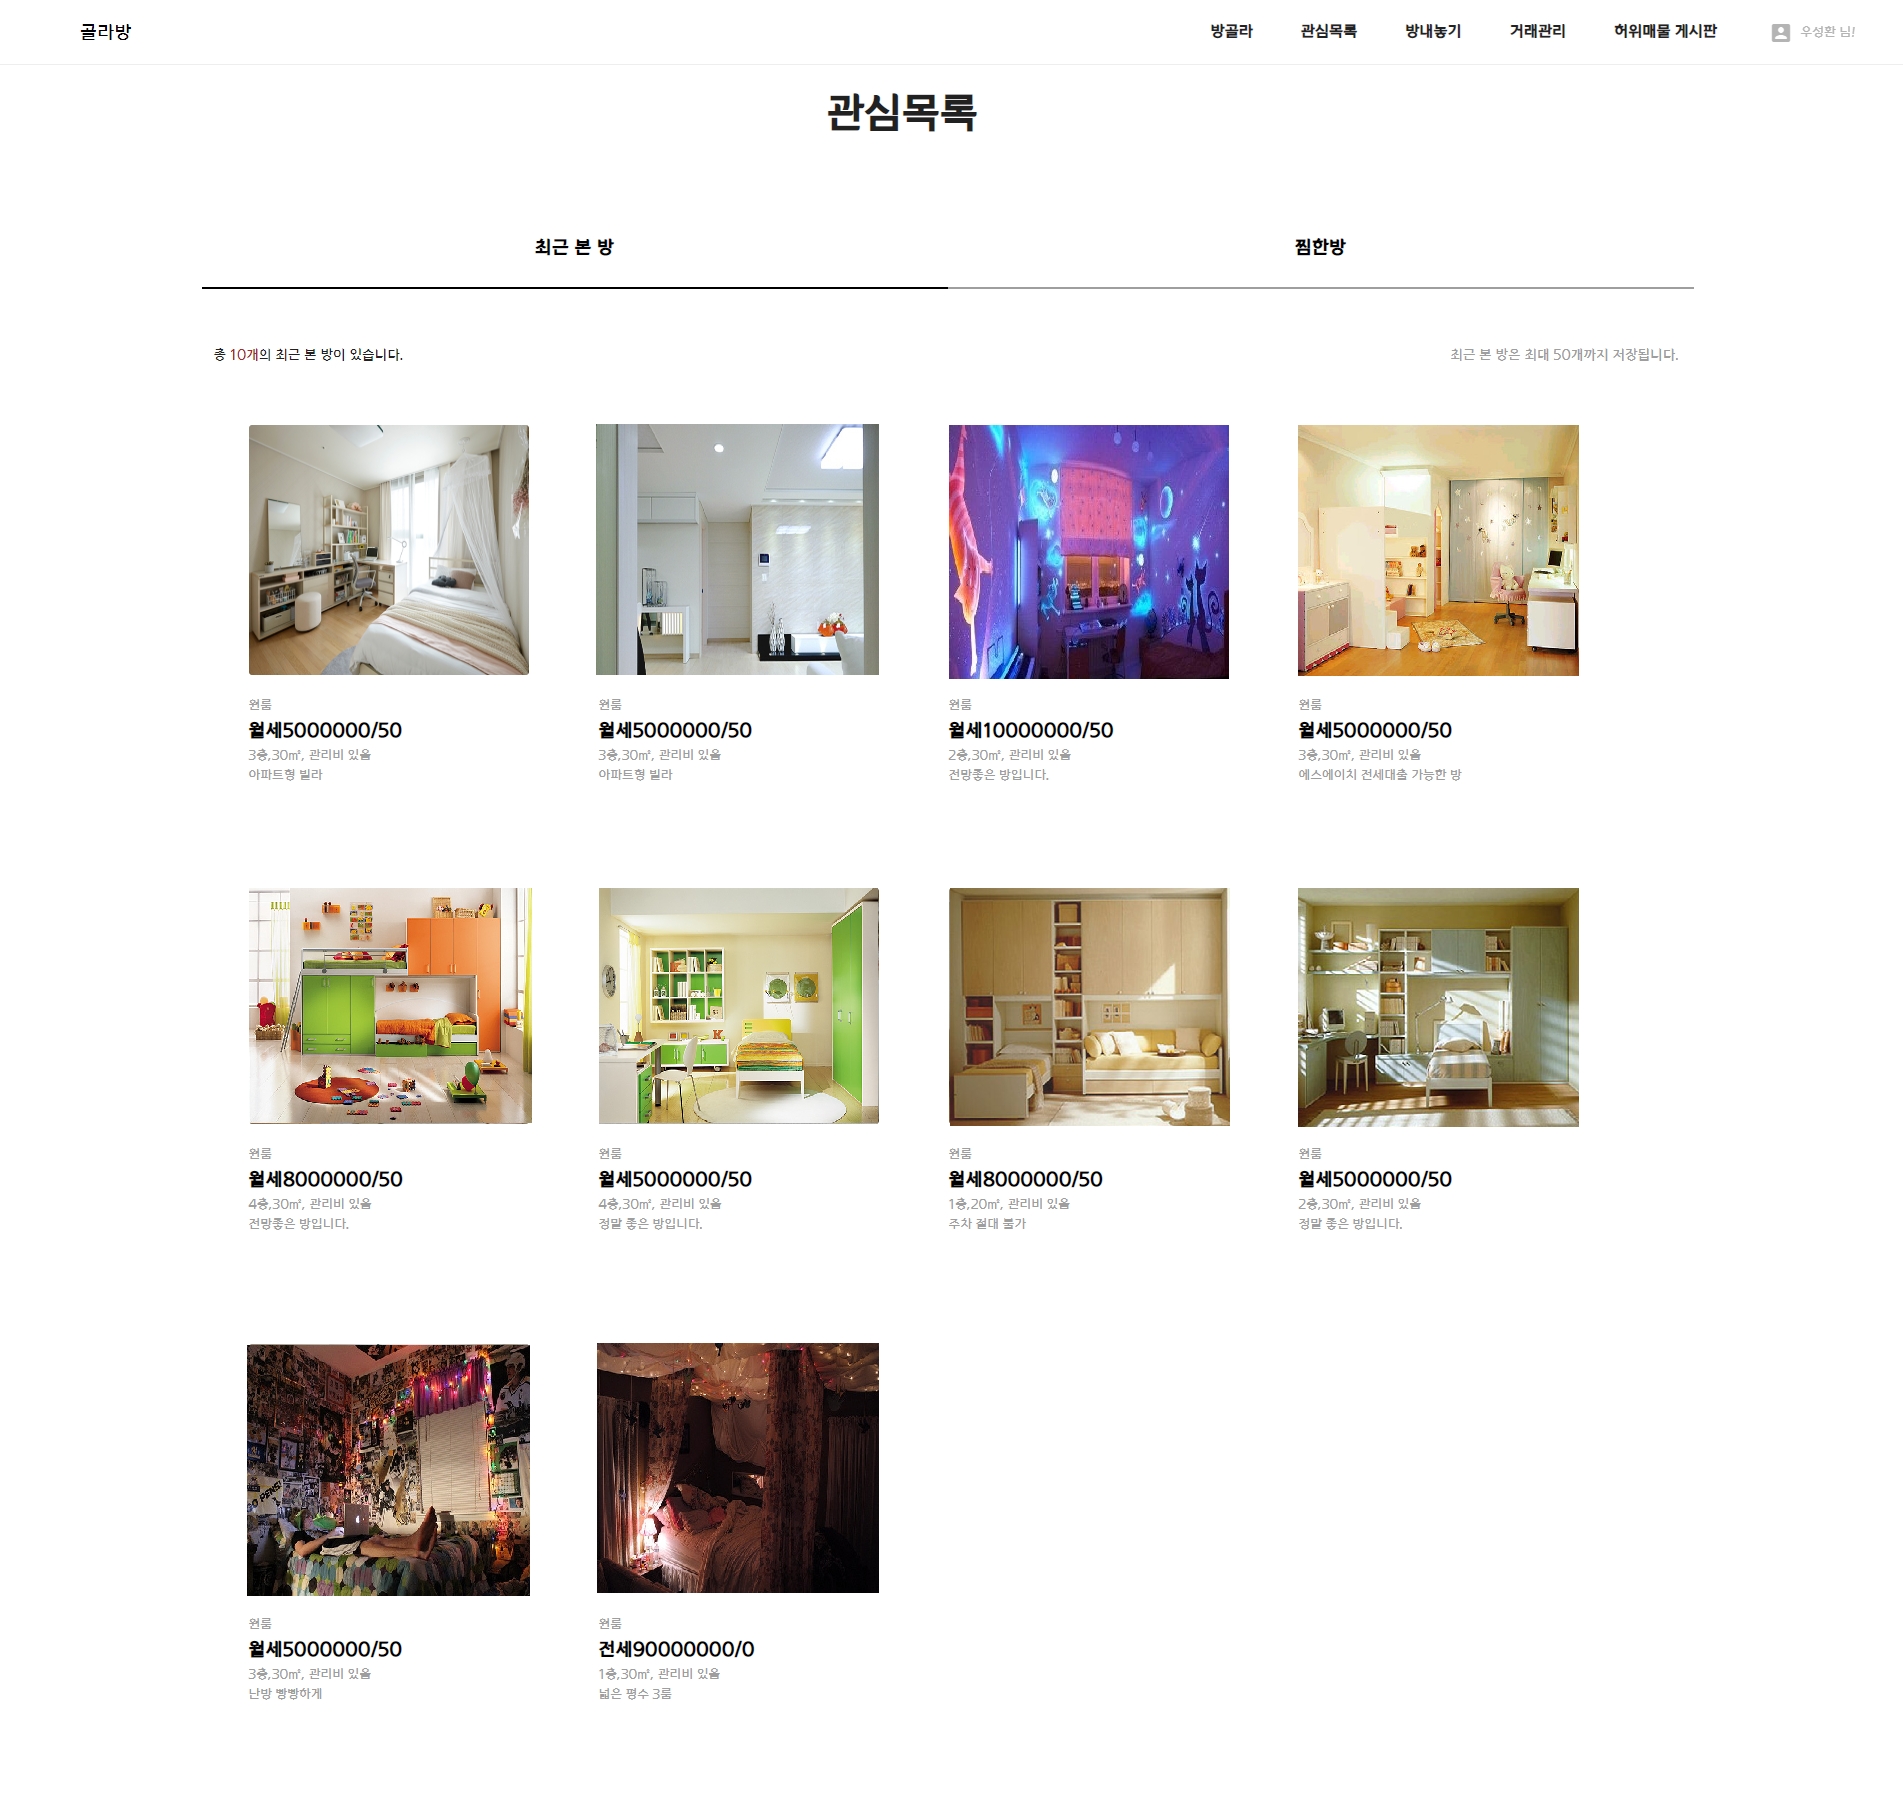 골라방
방골라 관심목록 방내놓기 거래관리 허위매물 게시판 우성환 님!
관심목록
최근 본 방 찜한방
총 10개의 최근 본 방이 있습니다. 최근 본 방은 최대 50개까지 저장됩니다.
원룸
월세5000000/50
3층,30㎡, 관리비 있음
아파트형 빌라
원룸
월세5000000/50
3층,30㎡, 관리비 있음
아파트형 빌라
원룸
월세10000000/50
2층,30㎡, 관리비 있음
전망좋은 방입니다.
원룸
월세5000000/50
3층,30㎡, 관리비 있음
에스에이치 전세대출 가능한 방
원룸
월세8000000/50
4층,30㎡, 관리비 있음
전망좋은 방입니다.
원룸
월세5000000/50
4층,30㎡, 관리비 있음
정말 좋은 방입니다.
원룸
월세8000000/50
1층,20㎡, 관리비 있음
주차 절대 불가
원룸
월세5000000/50
2층,30㎡, 관리비 있음
정말 좋은 방입니다.
GO PENS!
원룸
월세5000000/50
3층,30㎡, 관리비 있음
난방 빵빵하게
원룸
전세90000000/0
1층,30㎡, 관리비 있음
넓은 평수 3룸